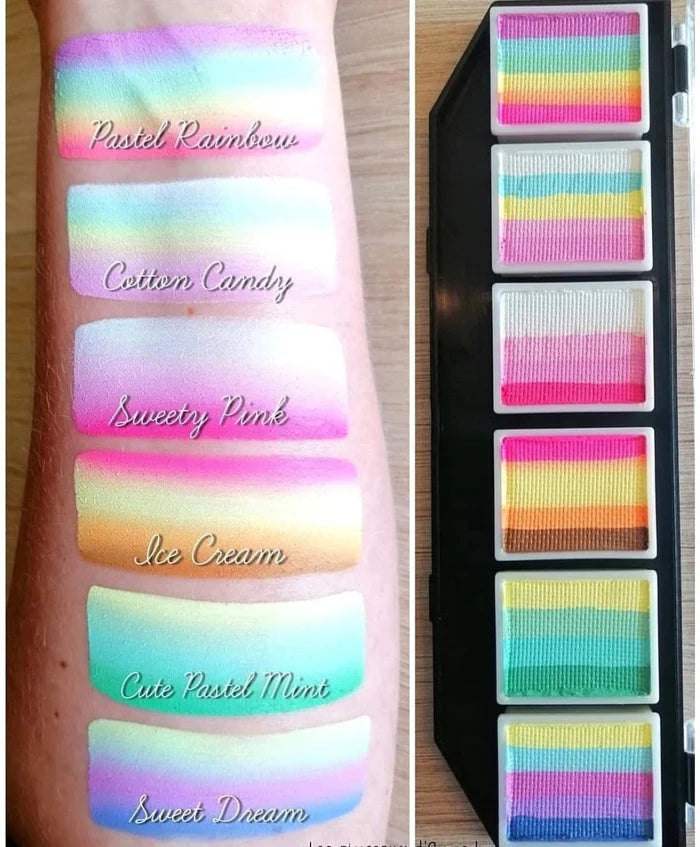 Pastel Rainbow
Cotton Candy
Sweety Pink
Ice Cream
Cute Pastel Mint
Sweet Dream